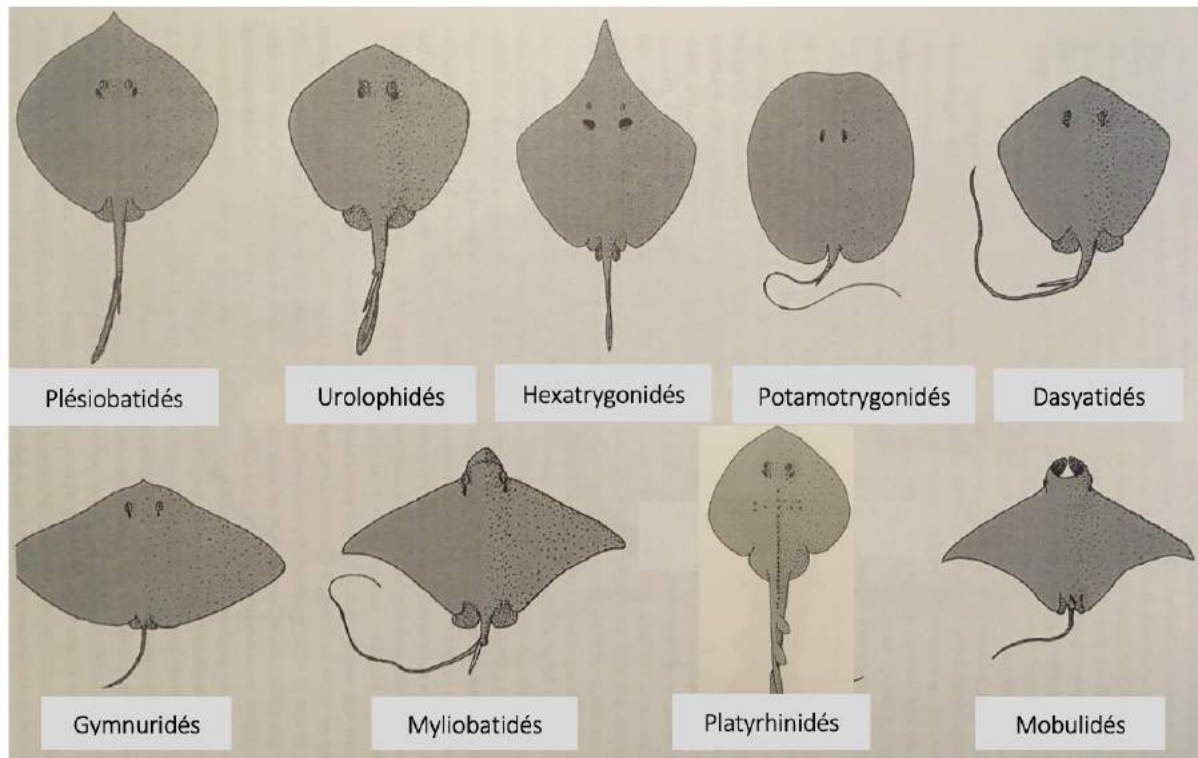 Plésiobatidés
Urolophidés
Hexatrygonidés
Potamotrygonidés
Dasyatidés
Gymnuridés
Myliobatidés
Platyrhinidés
Mobulidés